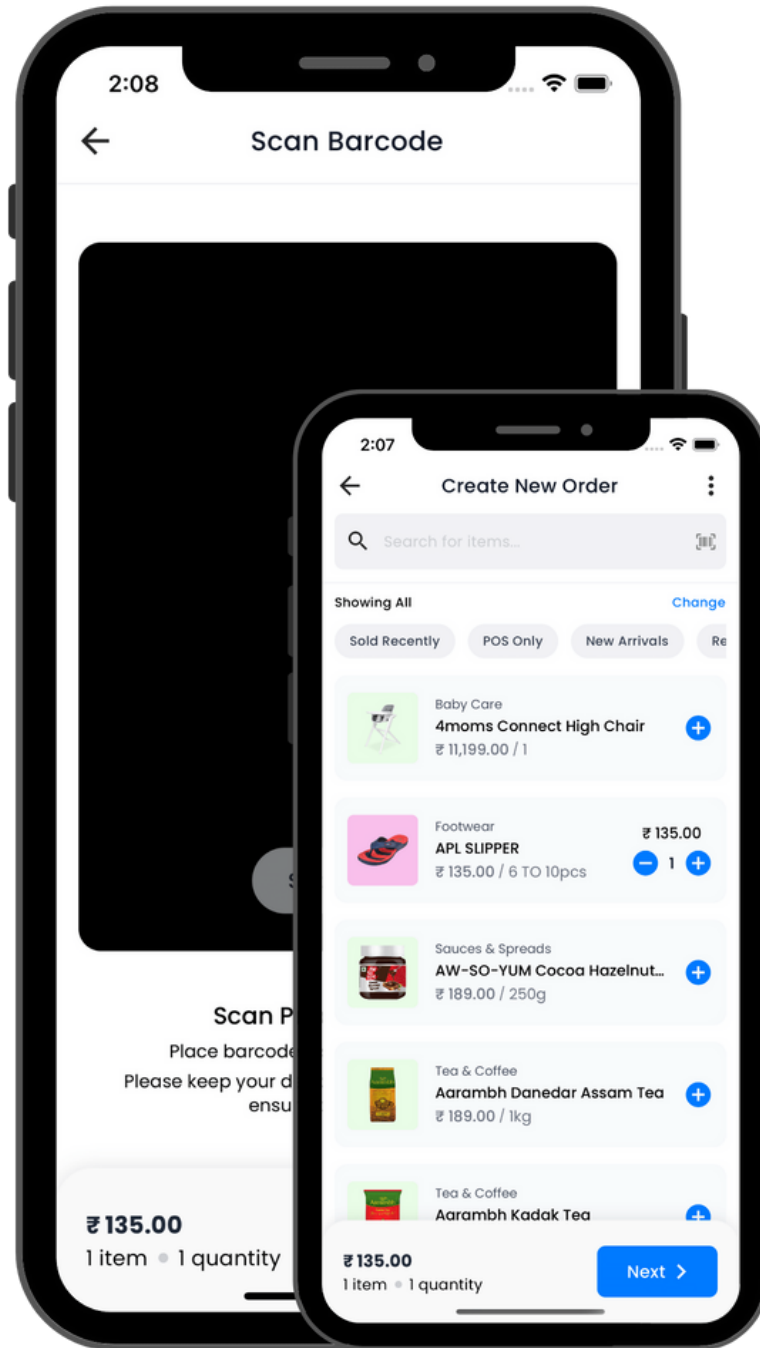 2:08
Scan Barcode
Scan P
Place barcode
Please keep your d
ensu
₹ 135.00
1 item • 1 quantity
2:07
Create New Order
Search for items...
Showing All
Change
Sold Recently
POS Only
New Arrivals
Re
Baby Care
4moms Connect High Chair
₹ 11,199.00 / 1
Footwear
APL SLIPPER
₹ 135.00 / 6 TO 10pcs
₹ 135.00
1
Sauces & Spreads
AW-SO-YUM Cocoa Hazelnut...
₹ 189.00 / 250g
Tea & Coffee
Aarambh Danedar Assam Tea
₹ 189.00 / 1kg
Tea & Coffee
Aarambh Kadak Tea
₹ 135.00
1 item • 1 quantity
Next